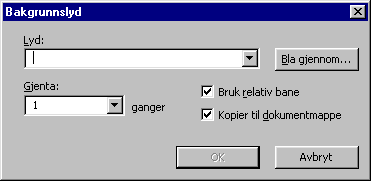 Bakgrunnslyd
Lyd:
Bla gjennom...
Gjenta:
1 ganger
Bruk relativ bane
Kopier til dokumentmappe
OK Avbryt